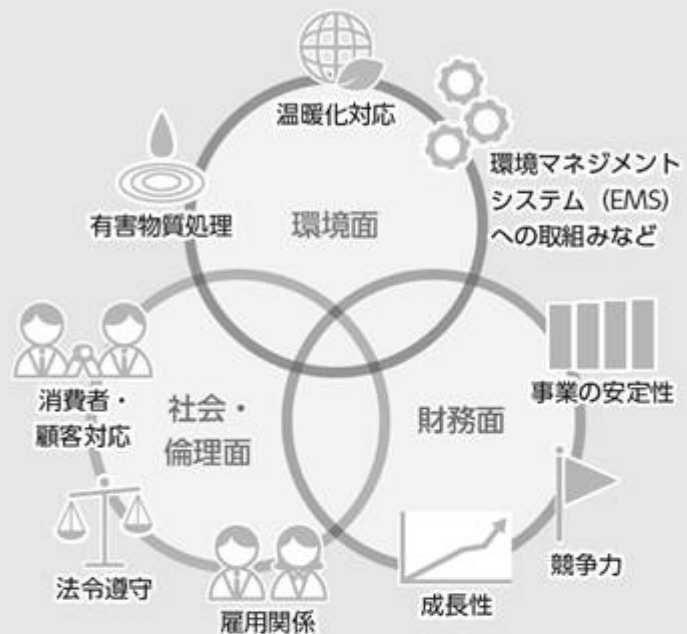 温暖化対応
環境マネジメント
システム (EMS)
への取組みなど
有害物質処理
環境面
消費者・
顧客対応
社会・
倫理面
財務面
事業の安定性
法令遵守
雇用関係
成長性
競争力